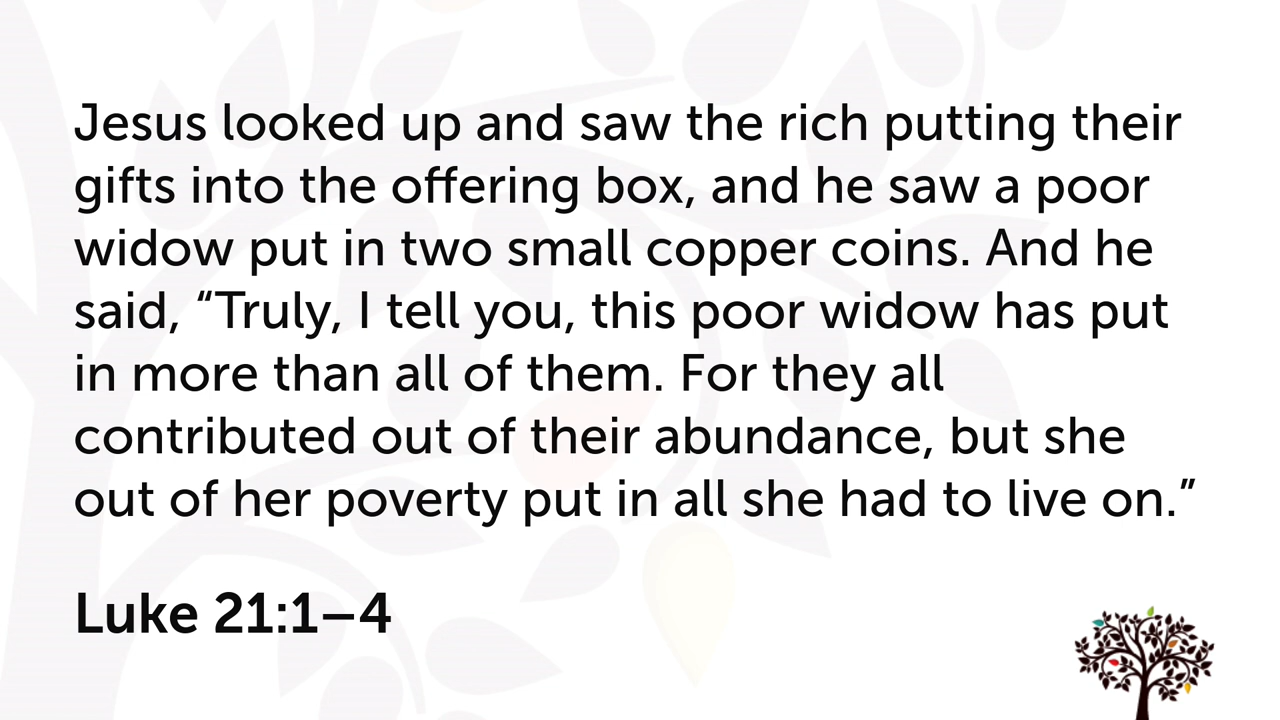 Jesus looked up and saw the rich putting their
gifts into the offering box, and he saw a poor
widow put in two small copper coins. And he
said, “Truly, I tell you, this poor widow has put
in more than all of them. For they all
contributed out of their abundance, but she
out of her poverty put in all she had to live on.”
Luke 21:1–4